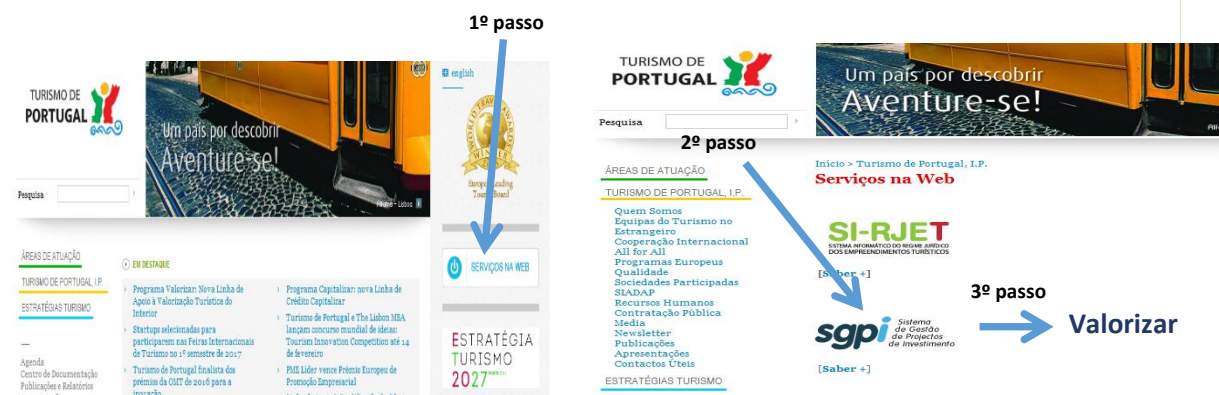 1º passo
TURISMO DE
PORTUGAL
Pesquisa
Um país por descobrir
Aventure-se!
Lisboa
english
WINNER
Tourist Board
SERVIÇOS NA WEB
ÁREAS DE ATUAÇÃO
TURISMO DE PORTUGAL, I.P.
ESTRATÉGIAS TURISMO
Agenda
Centro de Documentação
Publicações e Relatórios
EM DESTAQUE
Programa Valorizar: Nova Linha de
Apoio à Valorização Turística do
Interior
Startups selecionadas para
participarem nas Feiras Internacionais
de Turismo no 1º semestre de 2017
Turismo de Portugal finalista dos
prémios da OMT de 2016 para a
inovação
Programa Capitalizar: nova Linha de
Crédito Capitalizar
Turismo de Portugal e The Lisbon MBA
lançam concurso mundial de ideias:
Tourism Innovation Competition até 14
de fevereiro
PME Líder vence Prémio Europeu de
Promoção Empresarial
ESTRATÉGIA
TURISMO
2027
TURISMO DE
PORTUGAL
Pesquisa
Um país por descobrir
Aventure-se!
2º passo
ÁREAS DE ATUAÇÃO
TURISMO DE PORTUGAL, I.P.
Quem Somos
Equipas do Turismo no
Estrangeiro
Cooperação Internacional
All for All
Programas Europeus
Qualidade
Sociedades Participadas
SIADAP
Recursos Humanos
Contratação Pública
Media
Newsletter
Publicações
Apresentações
Contactos Úteis
ESTRATÉGIAS TURISMO
Início > Turismo de Portugal, I.P.
Serviços na Web
SI-RJET
SISTEMA INFORMÁTICO DO REGIME JURÍDICO
DOS EMPREENDIMENTOS TURÍSTICOS
[Saber +]
sgpi Sistema
de Gestão
de Projectos
de Investimento
[Saber +]
3º passo
Valorizar